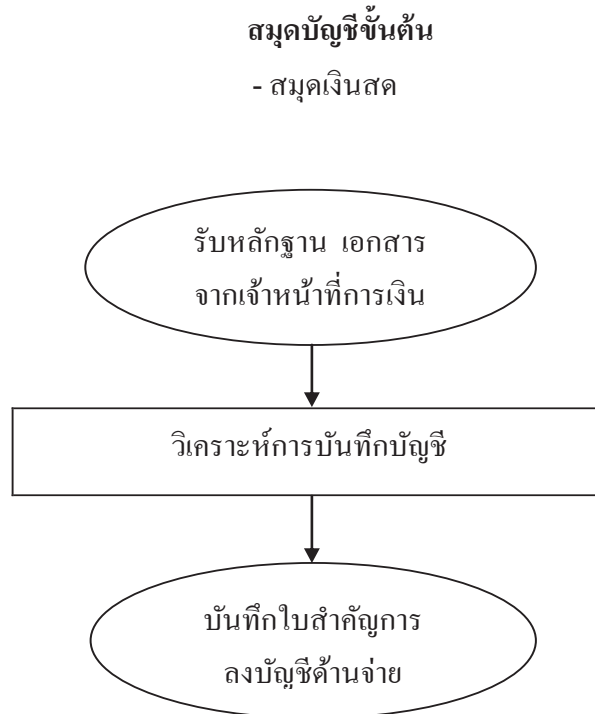 สมุดบัญชีขั้นต้น
- สมุดเงินสด
รับหลักฐาน เอกสาร
จากเจ้าหน้าที่การเงิน
วิเคราะห์การบันทึกบัญชี
บันทึกใบสำคัญการ
ลงบัญชีด้านจ่าย